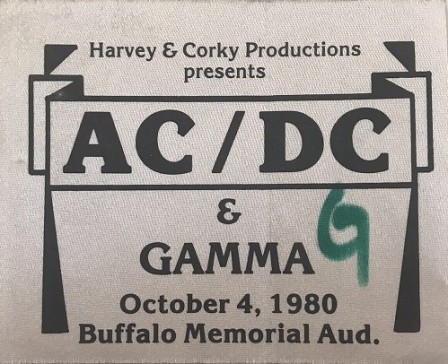 Harvey & Corky Productions
presents
AC/DC
&
GAMMA
G
October 4, 1980
Buffalo Memorial Aud.